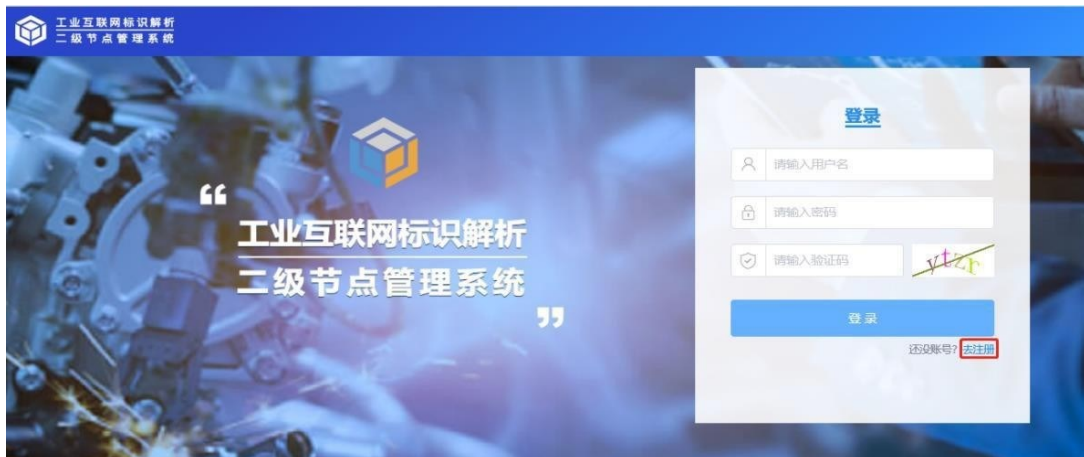 工业互联网标识解析
二级节点管理系统
登录
请输入用户名
“
请输入密码
工业互联网标识解析
二级节点管理系统
”
请输入验证码
ytzr
登录
还没账号？去注册